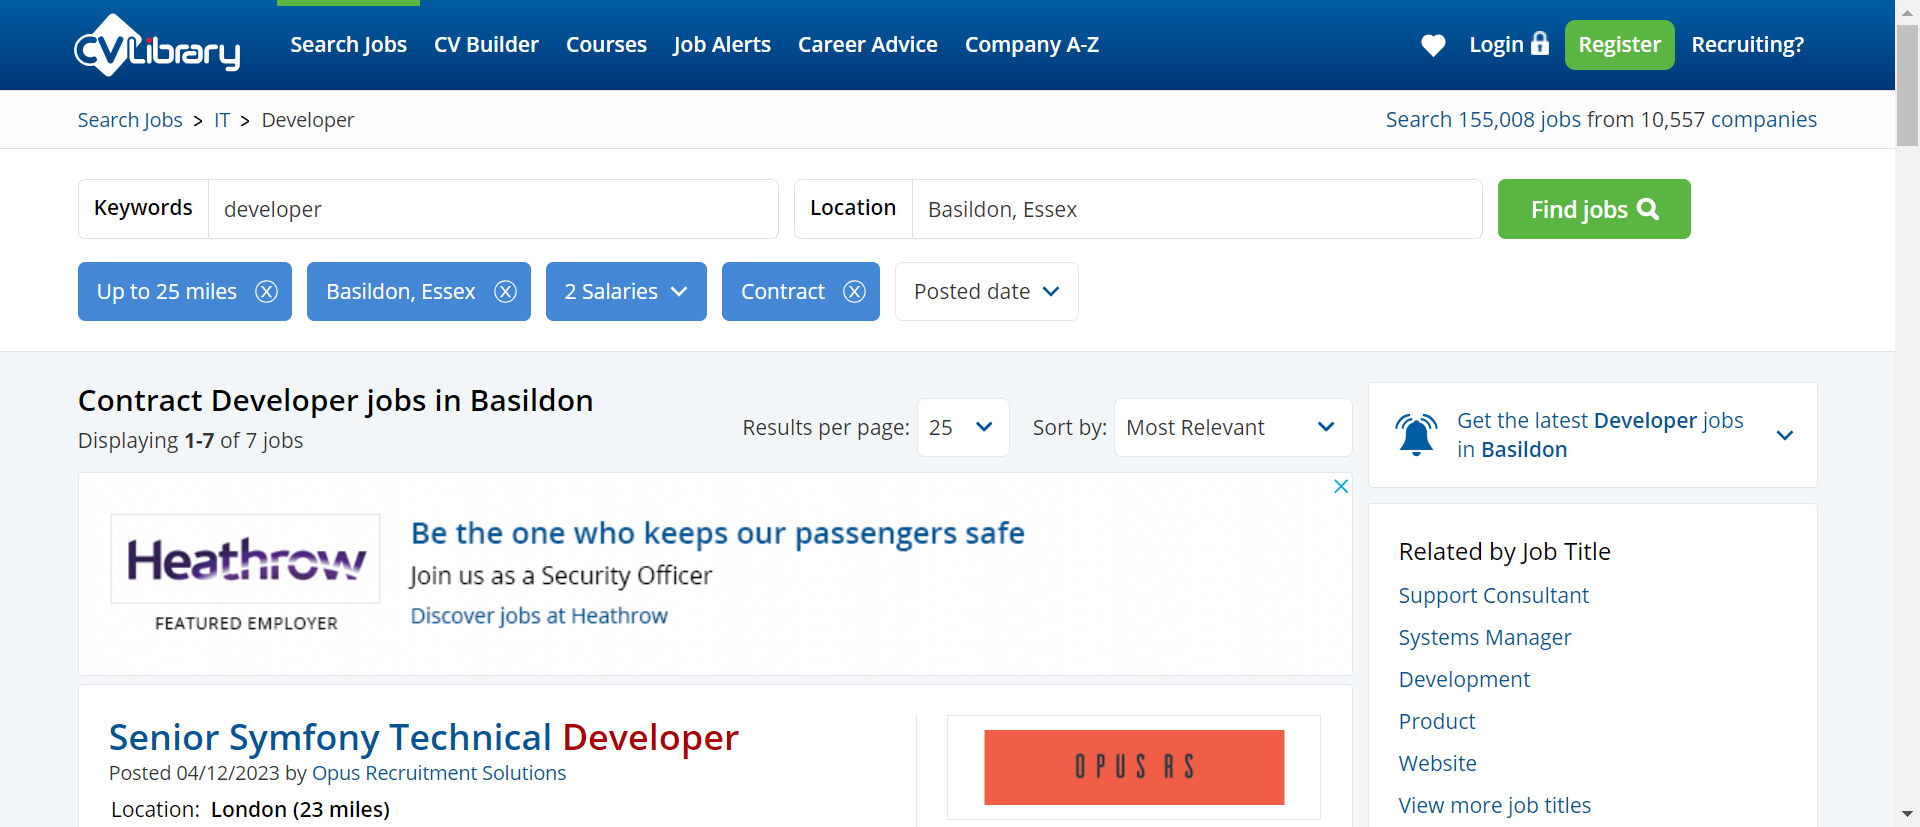 CVLibrary
Search Jobs CV Builder Courses Job Alerts Career Advice Company A-Z Login Register Recruiting?
Search Jobs > IT > Developer
Search 155,008 jobs from 10,557 companies
Keywords developer Location Basildon, Essex Find jobs
Up to 25 miles Basildon, Essex 2 Salaries Contract Posted date
Contract Developer jobs in Basildon
Displaying 1-7 of 7 jobs
Results per page: 25 Sort by: Most Relevant
Get the latest Developer jobs
in Basildon
Heathrow
FEATURED EMPLOYER
Be the one who keeps our passengers safe
Join us as a Security Officer
Discover jobs at Heathrow
Related by Job Title
Support Consultant
Systems Manager
Development
Product
Website
View more job titles
Senior Symfony Technical Developer
Posted 04/12/2023 by Opus Recruitment Solutions
Location: London (23 miles)
OPUS RS